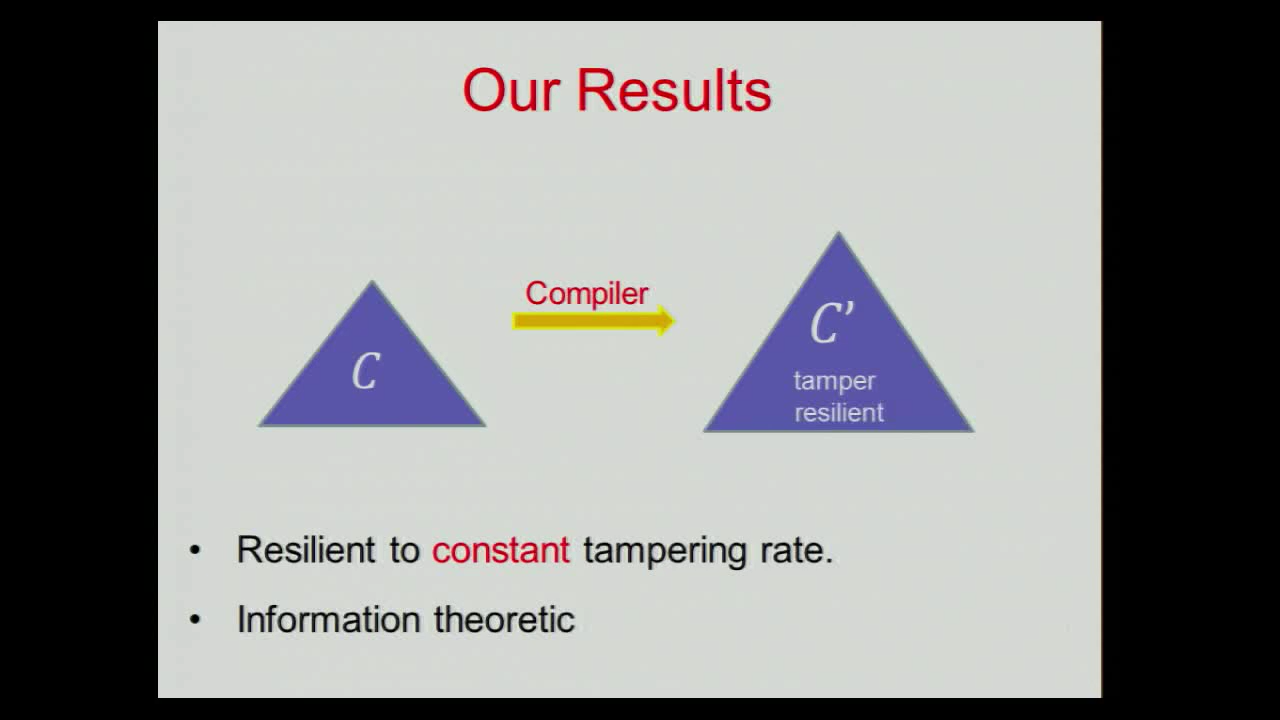 Our Results
Compiler
C
C’
tamper
resilient
• Resilient to constant tampering rate.
• Information theoretic